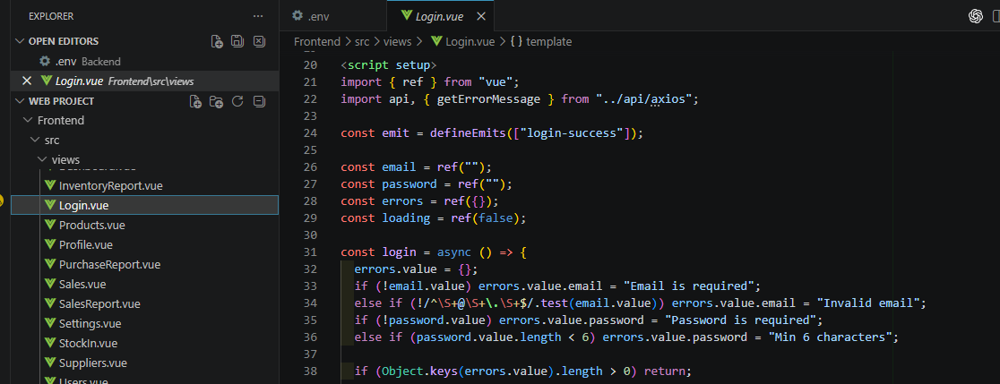 EXPLORER
OPEN EDITORS
.env Backend
Login.vue Frontend\src\views
WEB PROJECT
Frontend
src
views
InventoryReport.vue
Login.vue
Products.vue
Profile.vue
PurchaseReport.vue
Sales.vue
SalesReport.vue
Settings.vue
StockIn.vue
Suppliers.vue
Users.vue
.env
Login.vue
Frontend > src > views > Login.vue > { } template
20 <script setup>
21 import { ref } from "vue";
22 import api, { getErrorMessage } from "../api/axios";
23
24 const emit = defineEmits(["login-success"]);
25
26 const email = ref("");
27 const password = ref("");
28 const errors = ref({});
29 const loading = ref(false);
30
31 const login = async () => {
32 errors.value = {};
33 if (!email.value) errors.value.email = "Email is required";
34 else if (!/^\S+@\S+\.\S+$/.test(email.value)) errors.value.email = "Invalid email";
35 if (!password.value) errors.value.password = "Password is required";
36 else if (password.value.length < 6) errors.value.password = "Min 6 characters";
37
38 if (Object.keys(errors.value).length > 0) return;